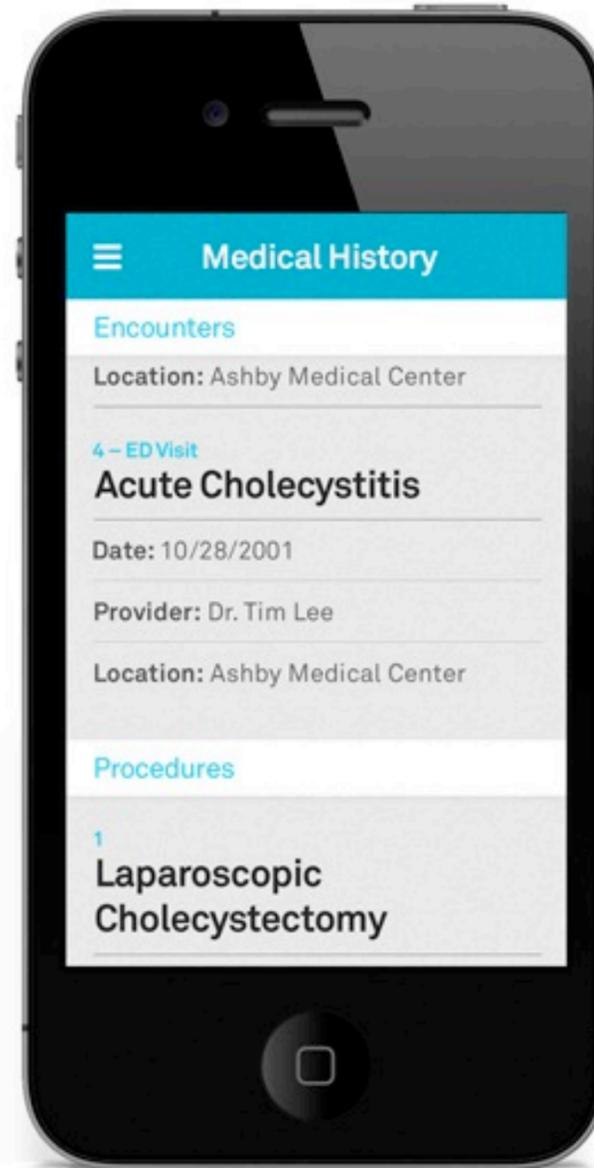 Medical History
Encounters
Location: Ashby Medical Center
4 – ED Visit
Acute Cholecystitis
Date: 10/28/2001
Provider: Dr. Tim Lee
Location: Ashby Medical Center
Procedures
1
Laparoscopic
Cholecystectomy